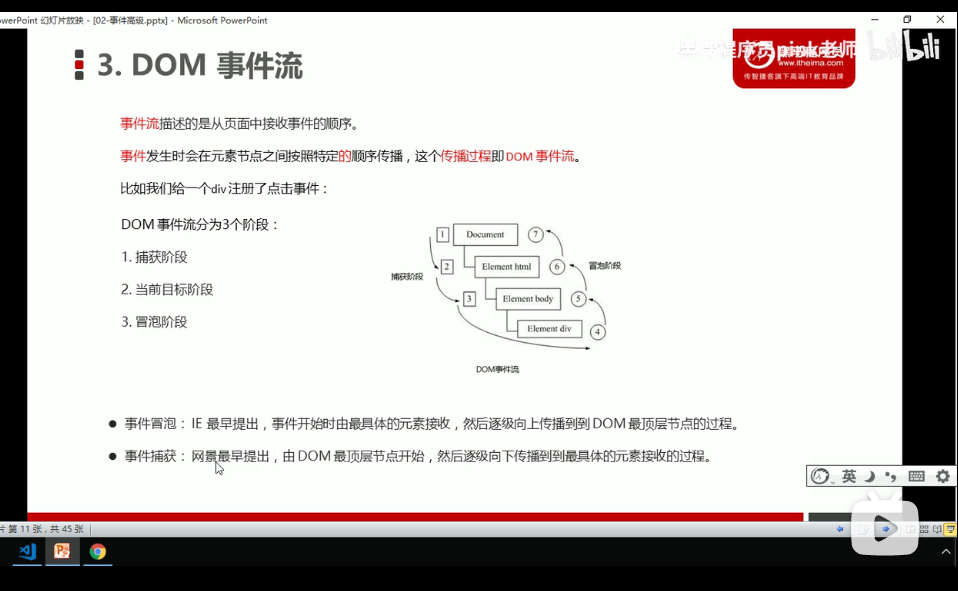 owerPoint 幻灯片放映 - [02-事件高级.pptx] - Microsoft PowerPoint
3. DOM 事件流
黑马程序员pink老师
bilibili
www.itheima.com
传智播客旗下高端IT教育品牌
事件流描述的是从页面中接收事件的顺序。
事件发生时会在元素节点之间按照特定的顺序传播，这个传播过程即 DOM 事件流。
比如我们给一个div 注册了点击事件：
DOM 事件流分为3个阶段：
1. 捕获阶段
2. 当前目标阶段
3. 冒泡阶段
1 Document 7
2 Element html 6 冒泡阶段
捕获阶段
3 Element body 5
Element div 4
DOM事件流
● 事件冒泡： IE 最早提出，事件开始时由最具体的元素接收，然后逐级向上传播到到 DOM 最顶层节点的过程。
● 事件捕获： 网景最早提出，由 DOM 最顶层节点开始，然后逐级向下传播到到最具体的元素接收的过程。
英
片 第 11 张，共 45 张